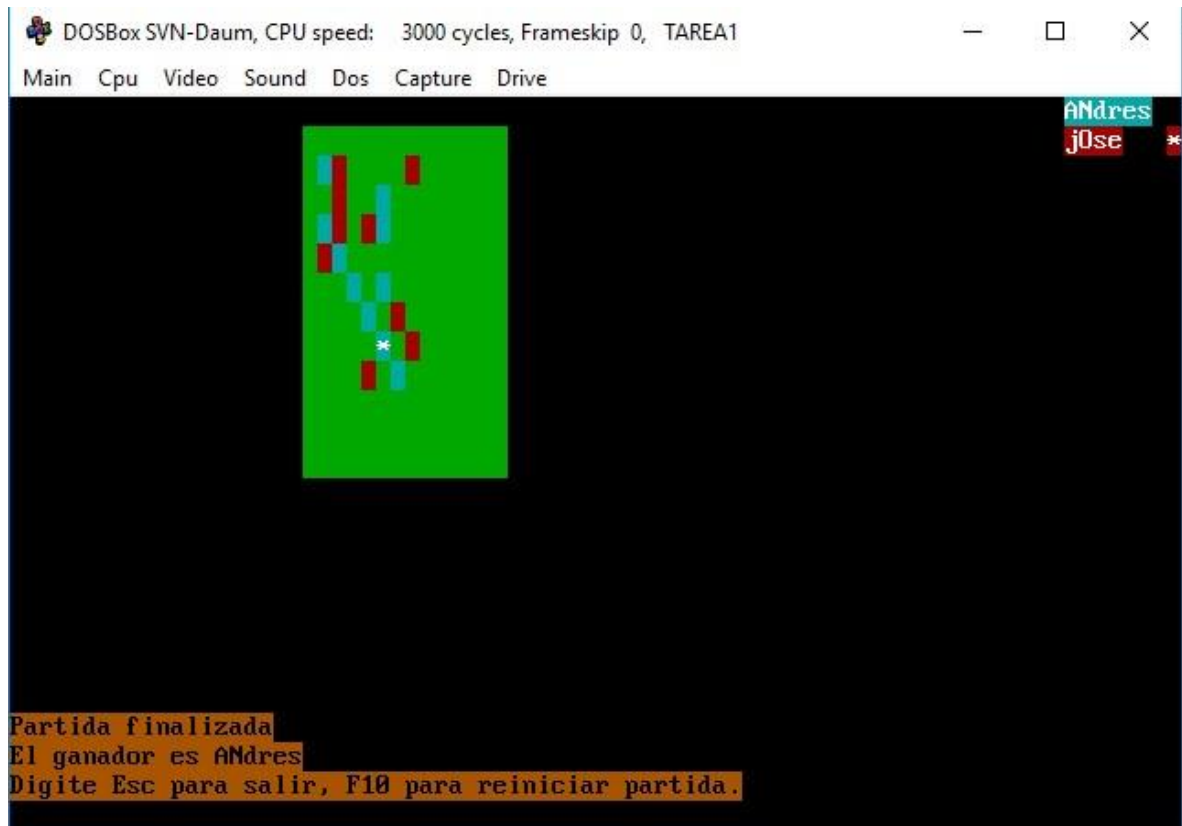 DOSBox SVN-Daum, CPU speed: 3000 cycles, Frameskip 0, TAREA1
Main Cpu Video Sound Dos Capture Drive
ANdres
jOse *
*
Partida finalizada
El ganador es ANdres
Digite Esc para salir, F10 para reiniciar partida.